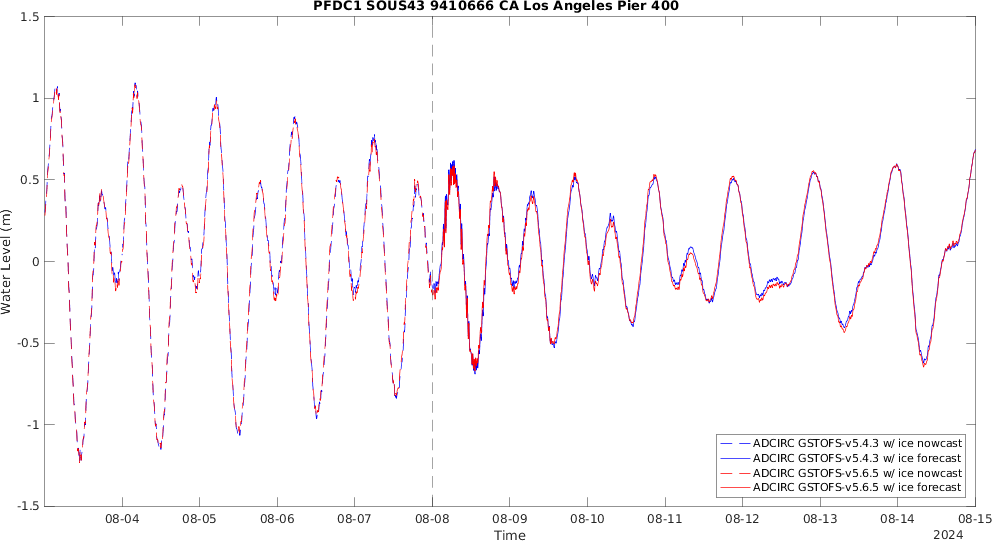 PFDC1 SOUS43 9410666 CA Los Angeles Pier 400
1.5
1
0.5
0
-0.5
-1
-1.5
Water Level (m)
ADCIRC GSTOFS-v5.4.3 w/ ice nowcast
ADCIRC GSTOFS-v5.4.3 w/ ice forecast
ADCIRC GSTOFS-v5.6.5 w/ ice nowcast
ADCIRC GSTOFS-v5.6.5 w/ ice forecast
08-04 08-05 08-06 08-07 08-08 08-09 08-10 08-11 08-12 08-13 08-14 08-15
Time
2024